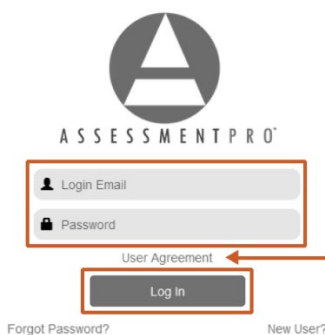 ASSESSMENTPRO
Login Email
Password
User Agreement
Log In
Forgot Password? New User?